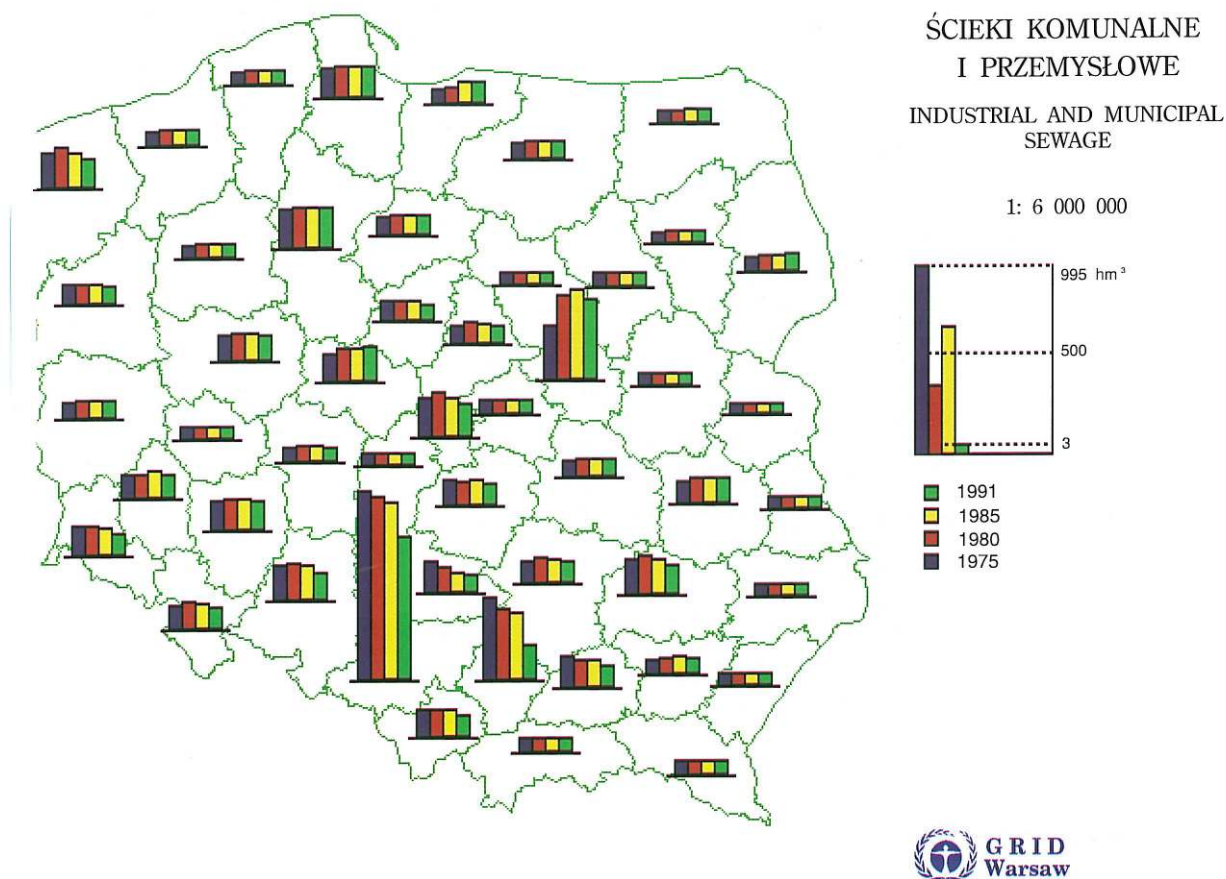 ŚCIEKI KOMUNALNE
I PRZEMYSŁOWE
INDUSTRIAL AND MUNICIPAL
SEWAGE
1: 6 000 000
995 hm³
500
3
1991
1985
1980
1975
GRID
Warsaw